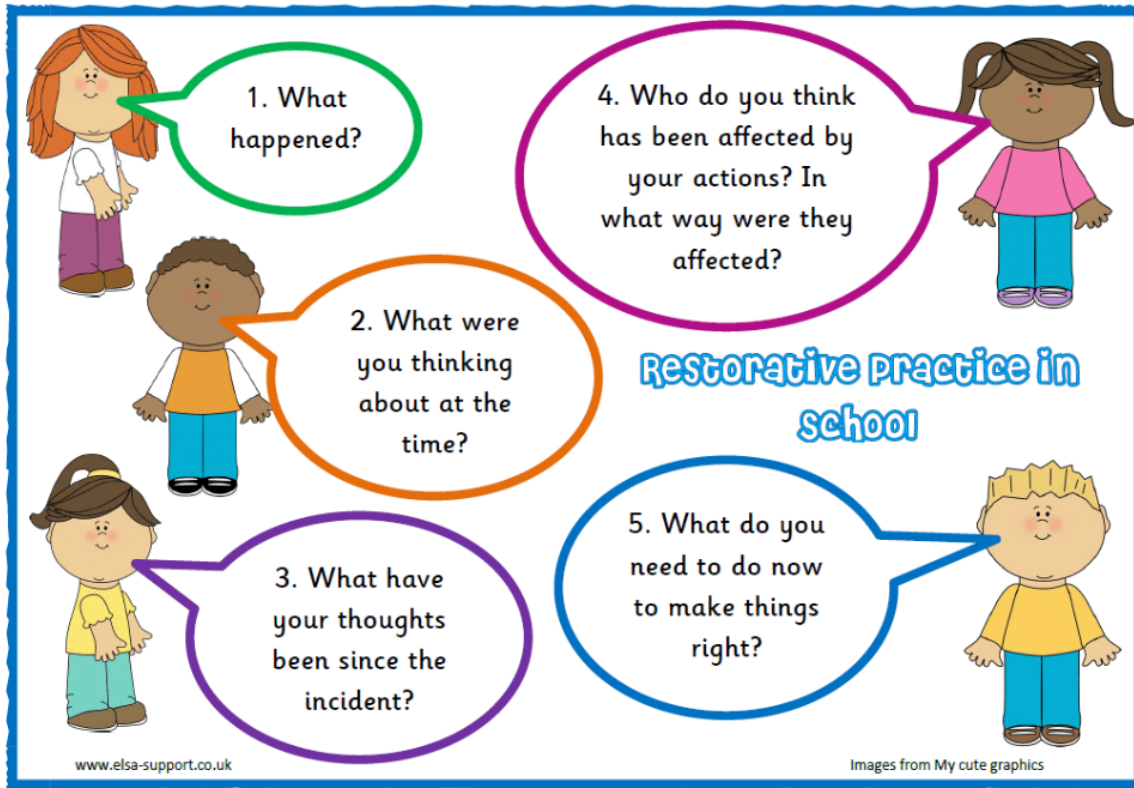 1. What
happened?
2. What were
you thinking
about at the
time?
3. What have
your thoughts
been since the
incident?
4. Who do you think
has been affected by
your actions? In
what way were they
affected?
Restorative practice in
school
5. What do you
need to do now
to make things
right?
www.elsa-support.co.uk
Images from My cute graphics